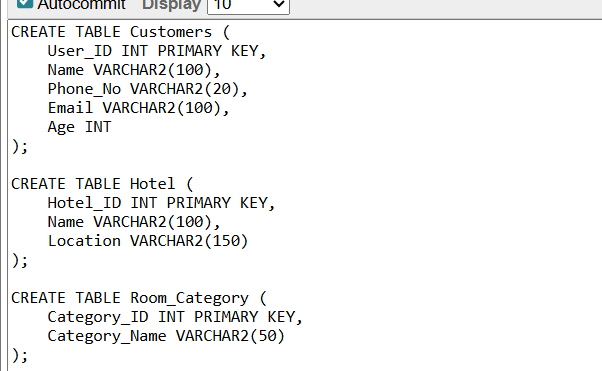 Autocommit Display 10
CREATE TABLE Customers (
    User_ID INT PRIMARY KEY,
    Name VARCHAR2(100),
    Phone_No VARCHAR2(20),
    Email VARCHAR2(100),
    Age INT
);

CREATE TABLE Hotel (
    Hotel_ID INT PRIMARY KEY,
    Name VARCHAR2(100),
    Location VARCHAR2(150)
);

CREATE TABLE Room_Category (
    Category_ID INT PRIMARY KEY,
    Category_Name VARCHAR2(50)
);